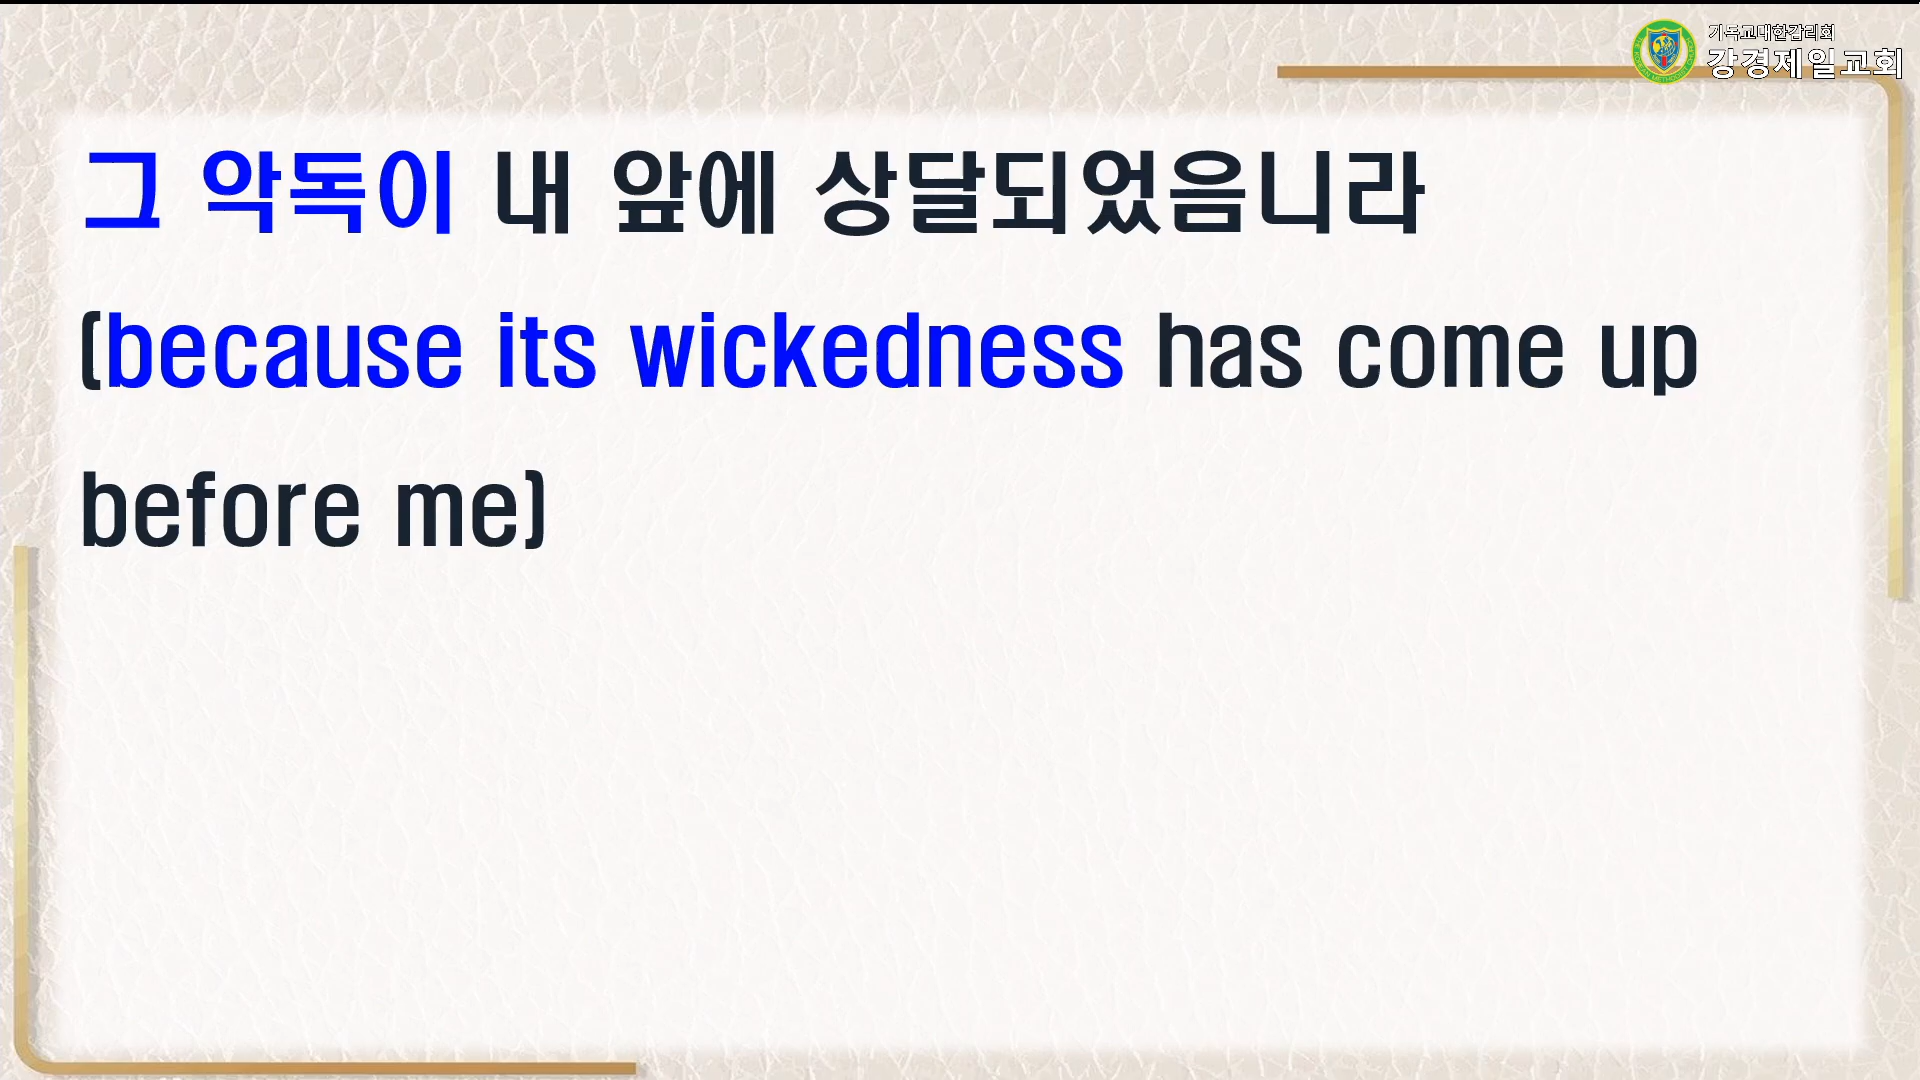 기독교대한감리회
강경제일교회
그 악독이 내 앞에 상달되었음니라
(because its wickedness has come up
before me)